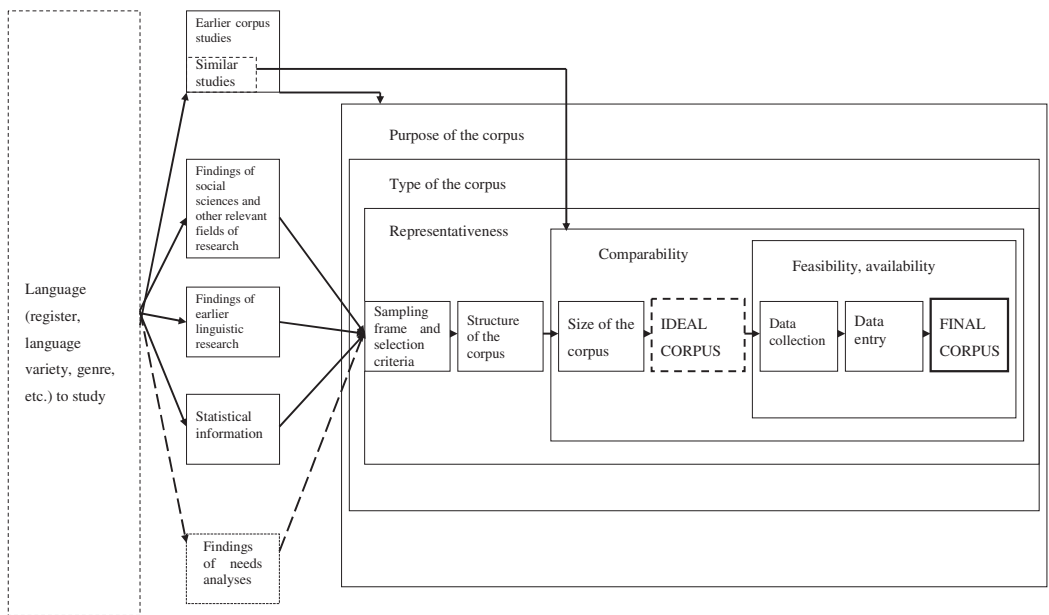 Language
(register,
language
variety, genre,
etc.) to study
Earlier corpus
studies
Similar
studies
Findings of
social
sciences and
other relevant
fields of
research
Findings of
earlier
linguistic
research
Statistical
information
Findings
of needs
analyses
Purpose of the corpus
Type of the corpus
Representativeness
Comparability
Feasibility, availability
Sampling
frame and
selection
criteria
Structure
of the
corpus
Size of the
corpus
IDEAL
CORPUS
Data
collection
Data
entry
FINAL
CORPUS